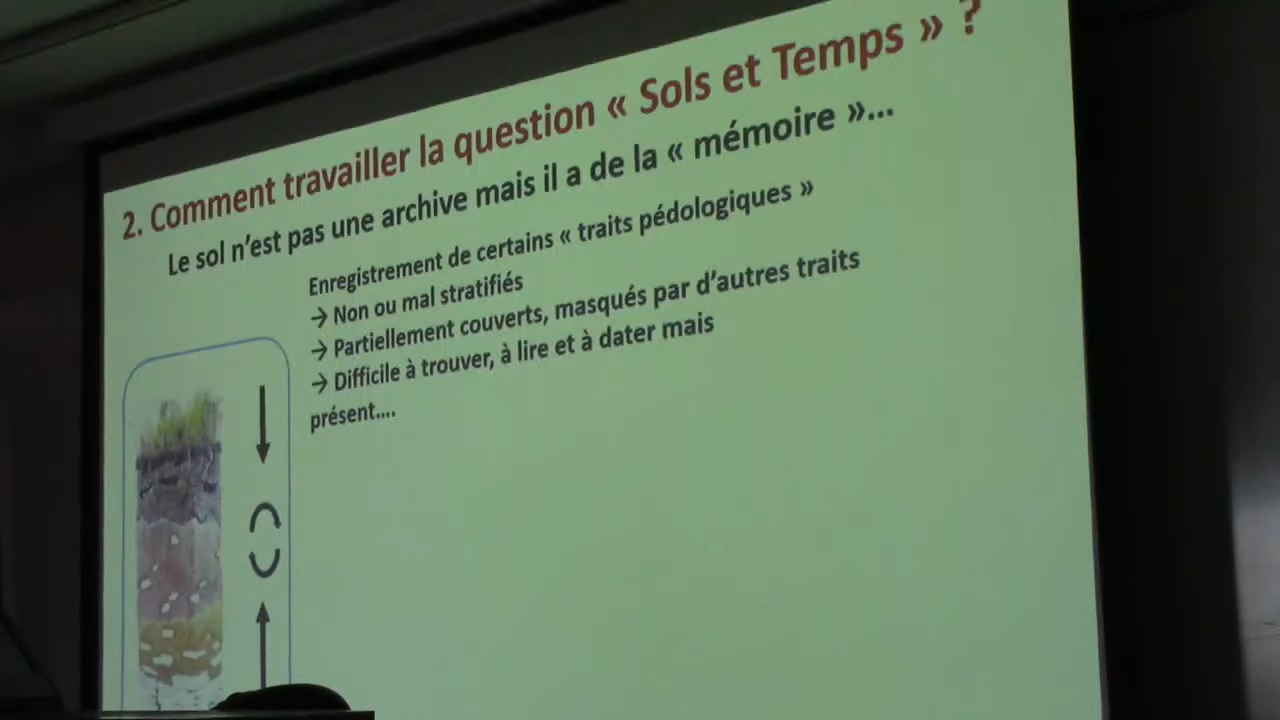 2. Comment travailler la question « Sols et Temps » ?
Le sol n'est pas une archive mais il a de la « mémoire »...
Enregistrement de certains « traits pédologiques »
→ Non ou mal stratifiés
→ Partiellement couverts, masqués par d'autres traits
→ Difficile à trouver, à lire et à dater mais
présent....